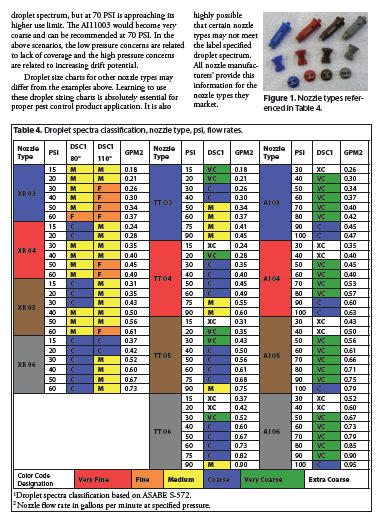 droplet spectrum, but at 70 PSI is approaching its
higher use limit. The AI11003 would become very
coarse and can be recommended at 70 PSI. In the
above scenarios, the low pressure concerns are related
to lack of coverage and the high pressure concerns
are related to increasing drift potential.
Droplet size charts for other nozzle types may
differ from the examples above. Learning to use
these droplet sizing charts is absolutely essential for
proper pest control product application. It is also
highly possible
that certain nozzle
types may not meet
the label specified
droplet spectrum.
All nozzle manufac-
turers' provide this
information for the
nozzle types they
market.
Figure 1. Nozzle types refer-
enced in Table 4.
Table 4. Droplet spectra classification, nozzle type, psi, flow rates.
Nozzle Type PSI DSC1 80° DSC1 110° GPM2 Nozzle Type PSI DSC1 GPM2 Nozzle Type PSI DSC1 GPM2
XR 03
15 M M 0.18
20 M M 0.21
30 M F 0.26
40 M F 0.30
50 M F 0.34
60 F F 0.37
XR 04
15 C M 0.24
20 C M 0.28
30 M M 0.35
40 M M 0.40
50 M F 0.45
60 M F 0.49
XR 05
15 C M 0.31
20 C M 0.35
30 C M 0.43
40 M M 0.50
50 M M 0.56
60 M F 0.61
XR 06
15 C C 0.37
20 C C 0.42
30 C M 0.52
40 C M 0.60
50 C M 0.67
60 C M 0.73
TT 03
15 VC 0.18
20 VC 0.21
30 C 0.26
40 C 0.30
50 M 0.34
60 M 0.37
75 M 0.41
90 M 0.45
TT 04
15 XC 0.24
20 VC 0.28
30 C 0.35
40 C 0.40
50 C 0.45
60 C 0.49
75 M 0.55
90 M 0.60
TT 05
15 XC 0.31
20 VC 0.35
30 VC 0.43
40 C 0.50
50 C 0.56
60 C 0.61
75 C 0.68
90 M 0.75
TT 06
15 XC 0.37
20 XC 0.42
30 VC 0.52
40 C 0.60
50 C 0.67
60 C 0.73
75 C 0.82
90 M 0.90
AI 03
30 XC 0.26
40 VC 0.30
50 VC 0.34
60 VC 0.37
70 VC 0.40
80 VC 0.42
90 C 0.45
100 C 0.47
AI 04
30 XC 0.35
40 XC 0.40
50 VC 0.45
60 VC 0.49
70 VC 0.53
80 VC 0.57
90 C 0.60
100 C 0.63
AI 05
30 XC 0.43
40 XC 0.50
50 VC 0.56
60 VC 0.61
70 VC 0.66
80 VC 0.71
90 VC 0.75
100 C 0.79
AI 06
30 XC 0.52
40 XC 0.60
50 VC 0.67
60 VC 0.73
70 VC 0.79
80 VC 0.85
90 C 0.90
100 C 0.95
Color Code Designation Very Fine Fine Medium Coarse Very Coarse Extra Coarse
1Droplet spectra classification based on ASABE S-572.
2Nozzle flow rate in gallons per minute at specified pressure.